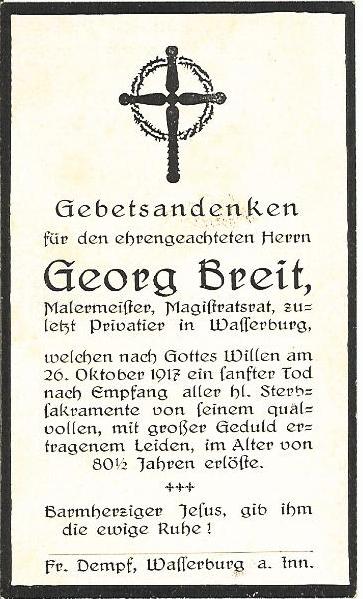 Gebetsandenken
für den ehrengeachteten Herrn
Georg Breit,
Malermeiſter, Magiſtratsrat, zu=
letzt Privatier in Waſſerburg,
welchen nach Gottes Willen am
26. Oktober 1917 ein ſanfter Tod
nach Empfang aller hl. Sterb=
ſakramente von ſeinem qual=
vollen, mit großer Geduld er=
tragenem Leiden, im Alter von
80½ Jahren erlöſte.
+++
Barmherziger Jeſus, gib ihm
die ewige Ruhe!
Fr. Dempf, Waſſerburg a. Inn.